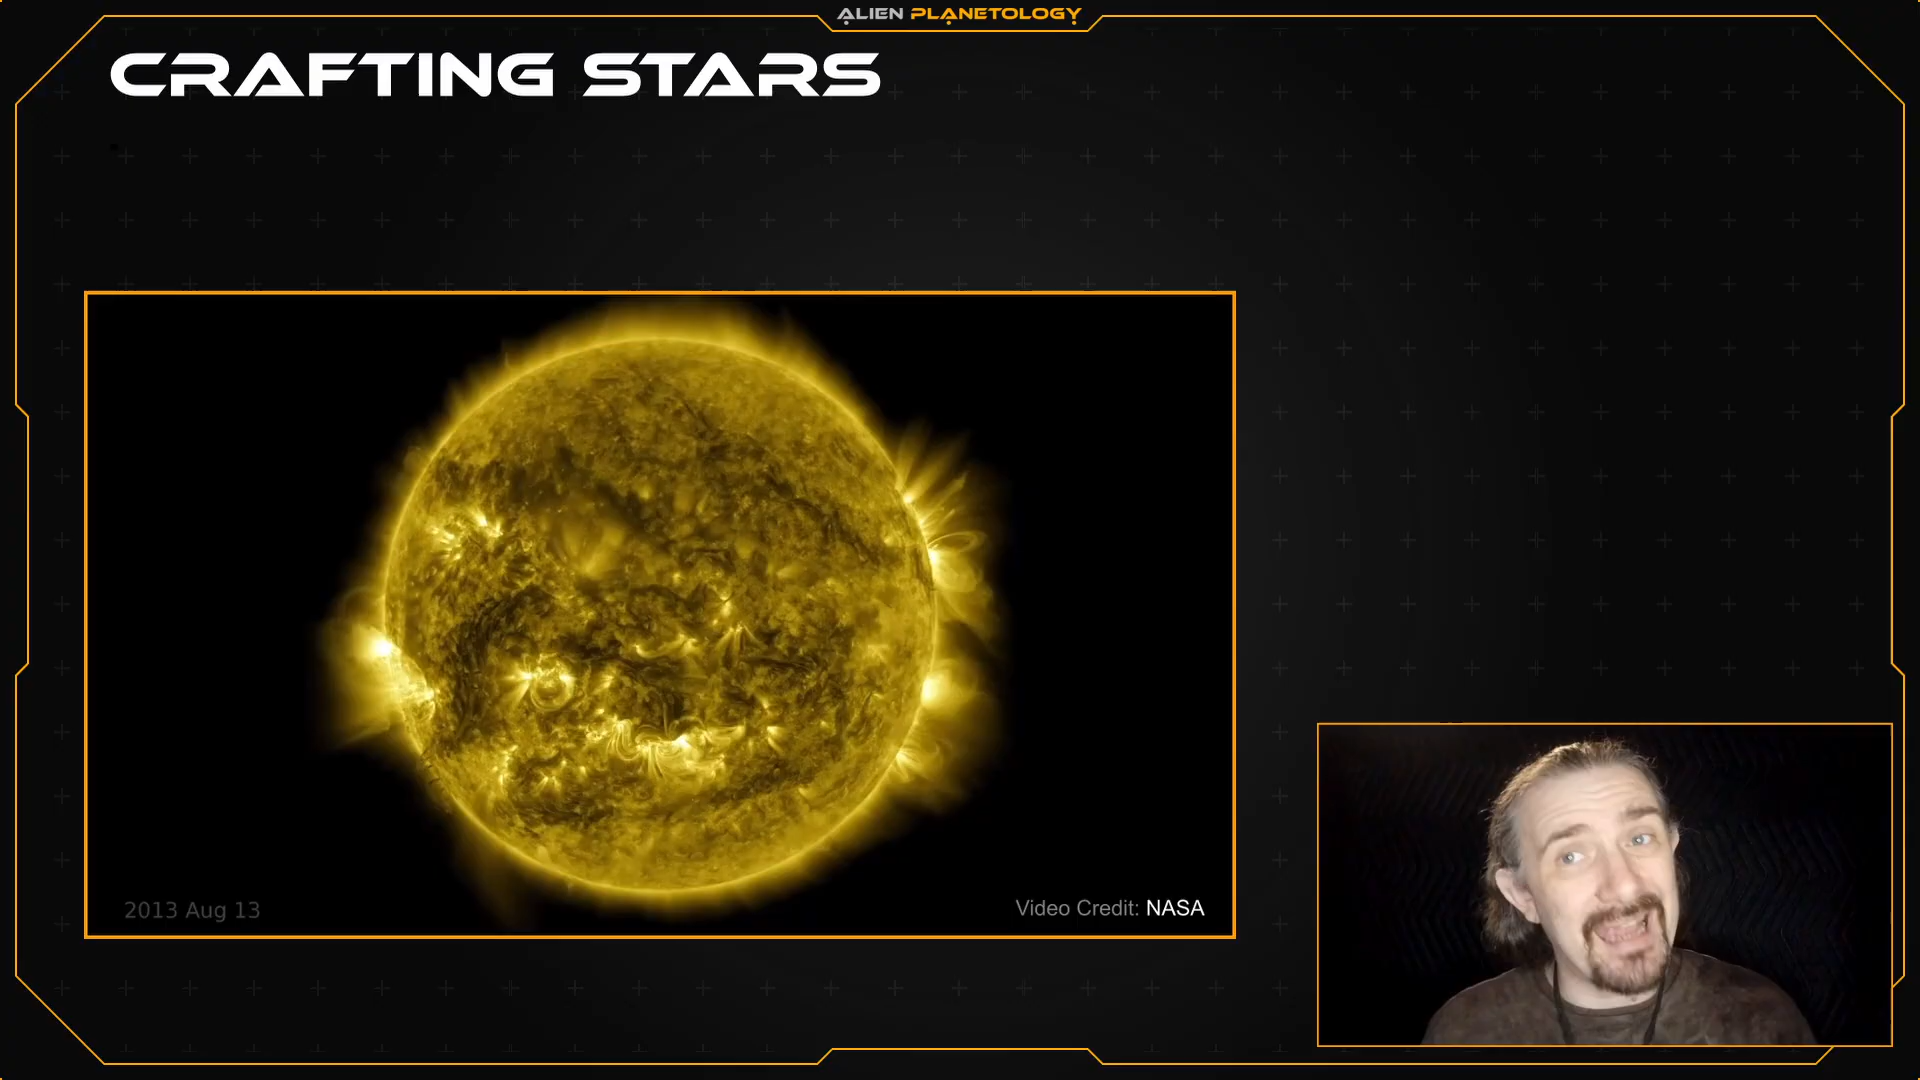 ALIEN PLANETOLOGY
CRAFTING STARS
2013 Aug 13
Video Credit: NASA